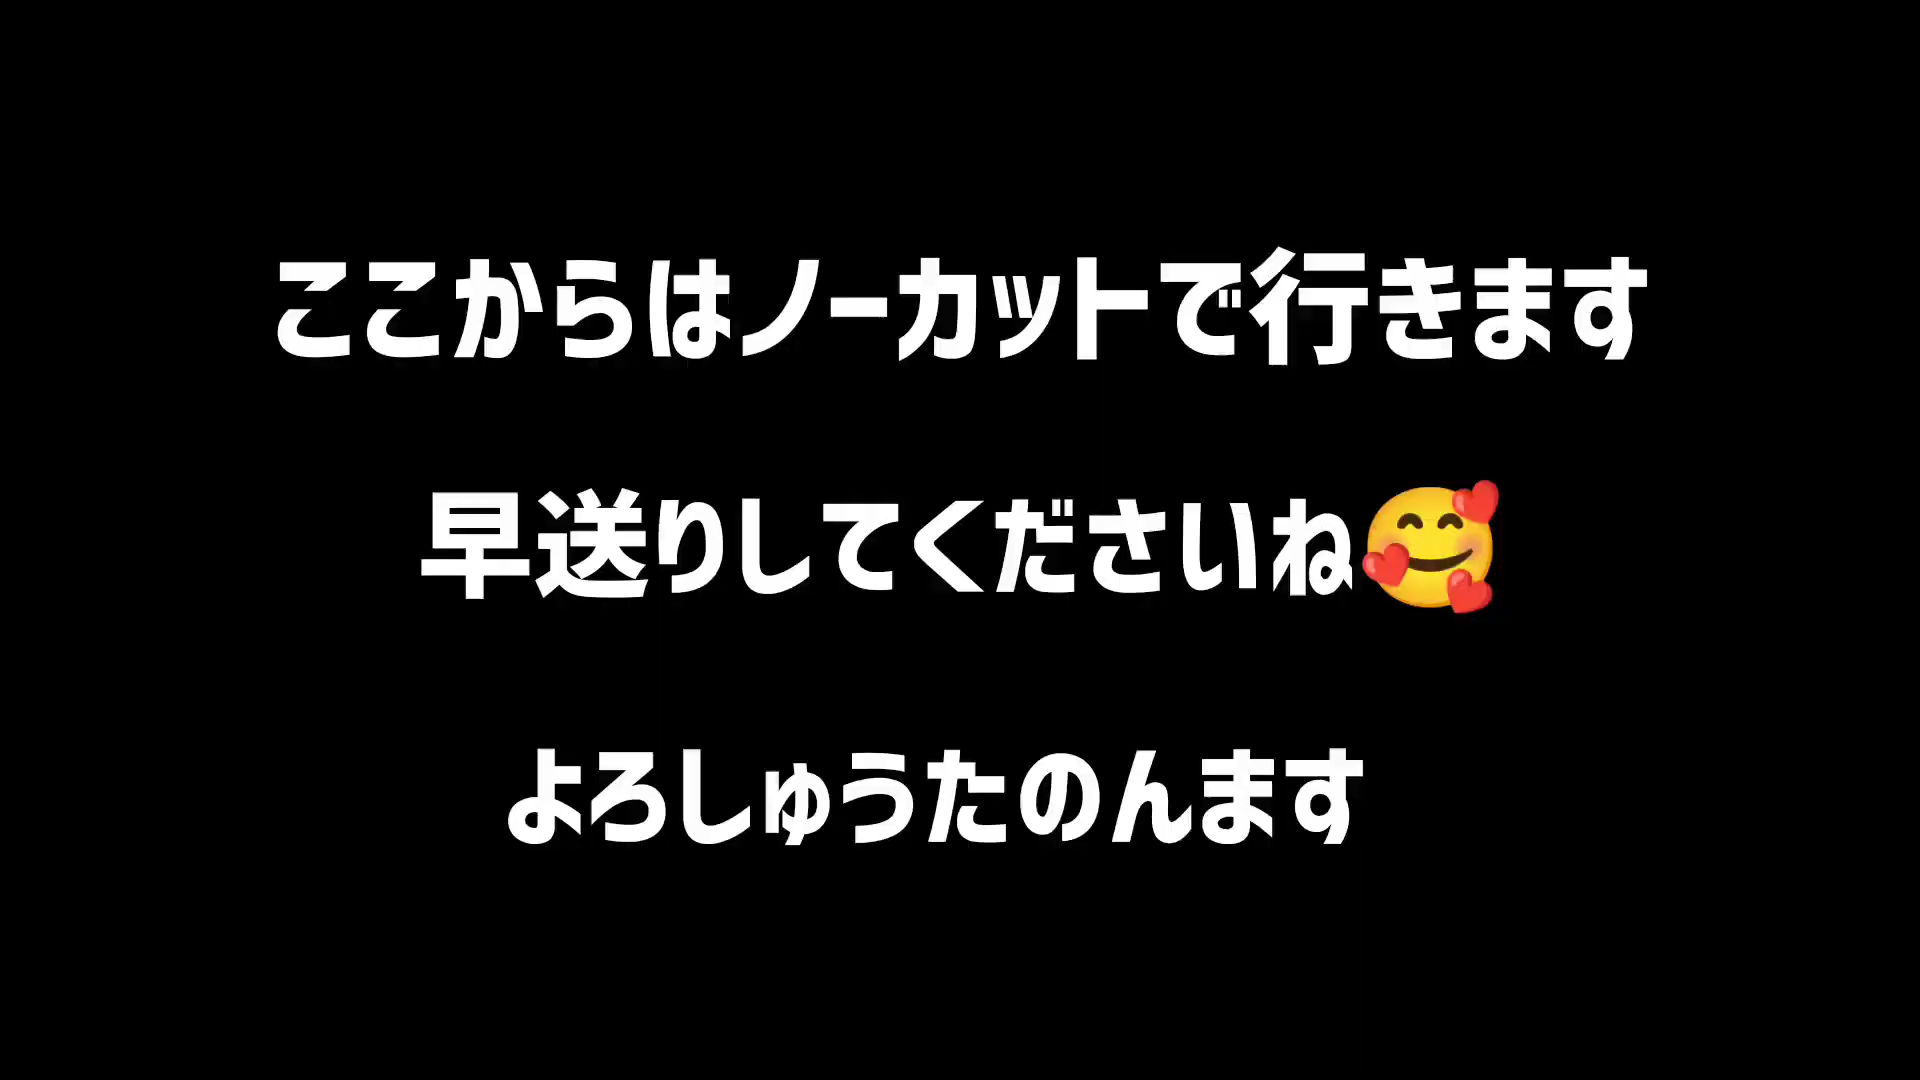 ここからはノーカットで行きます
早送りしてくださいね🥰
よろしゅうたのんます